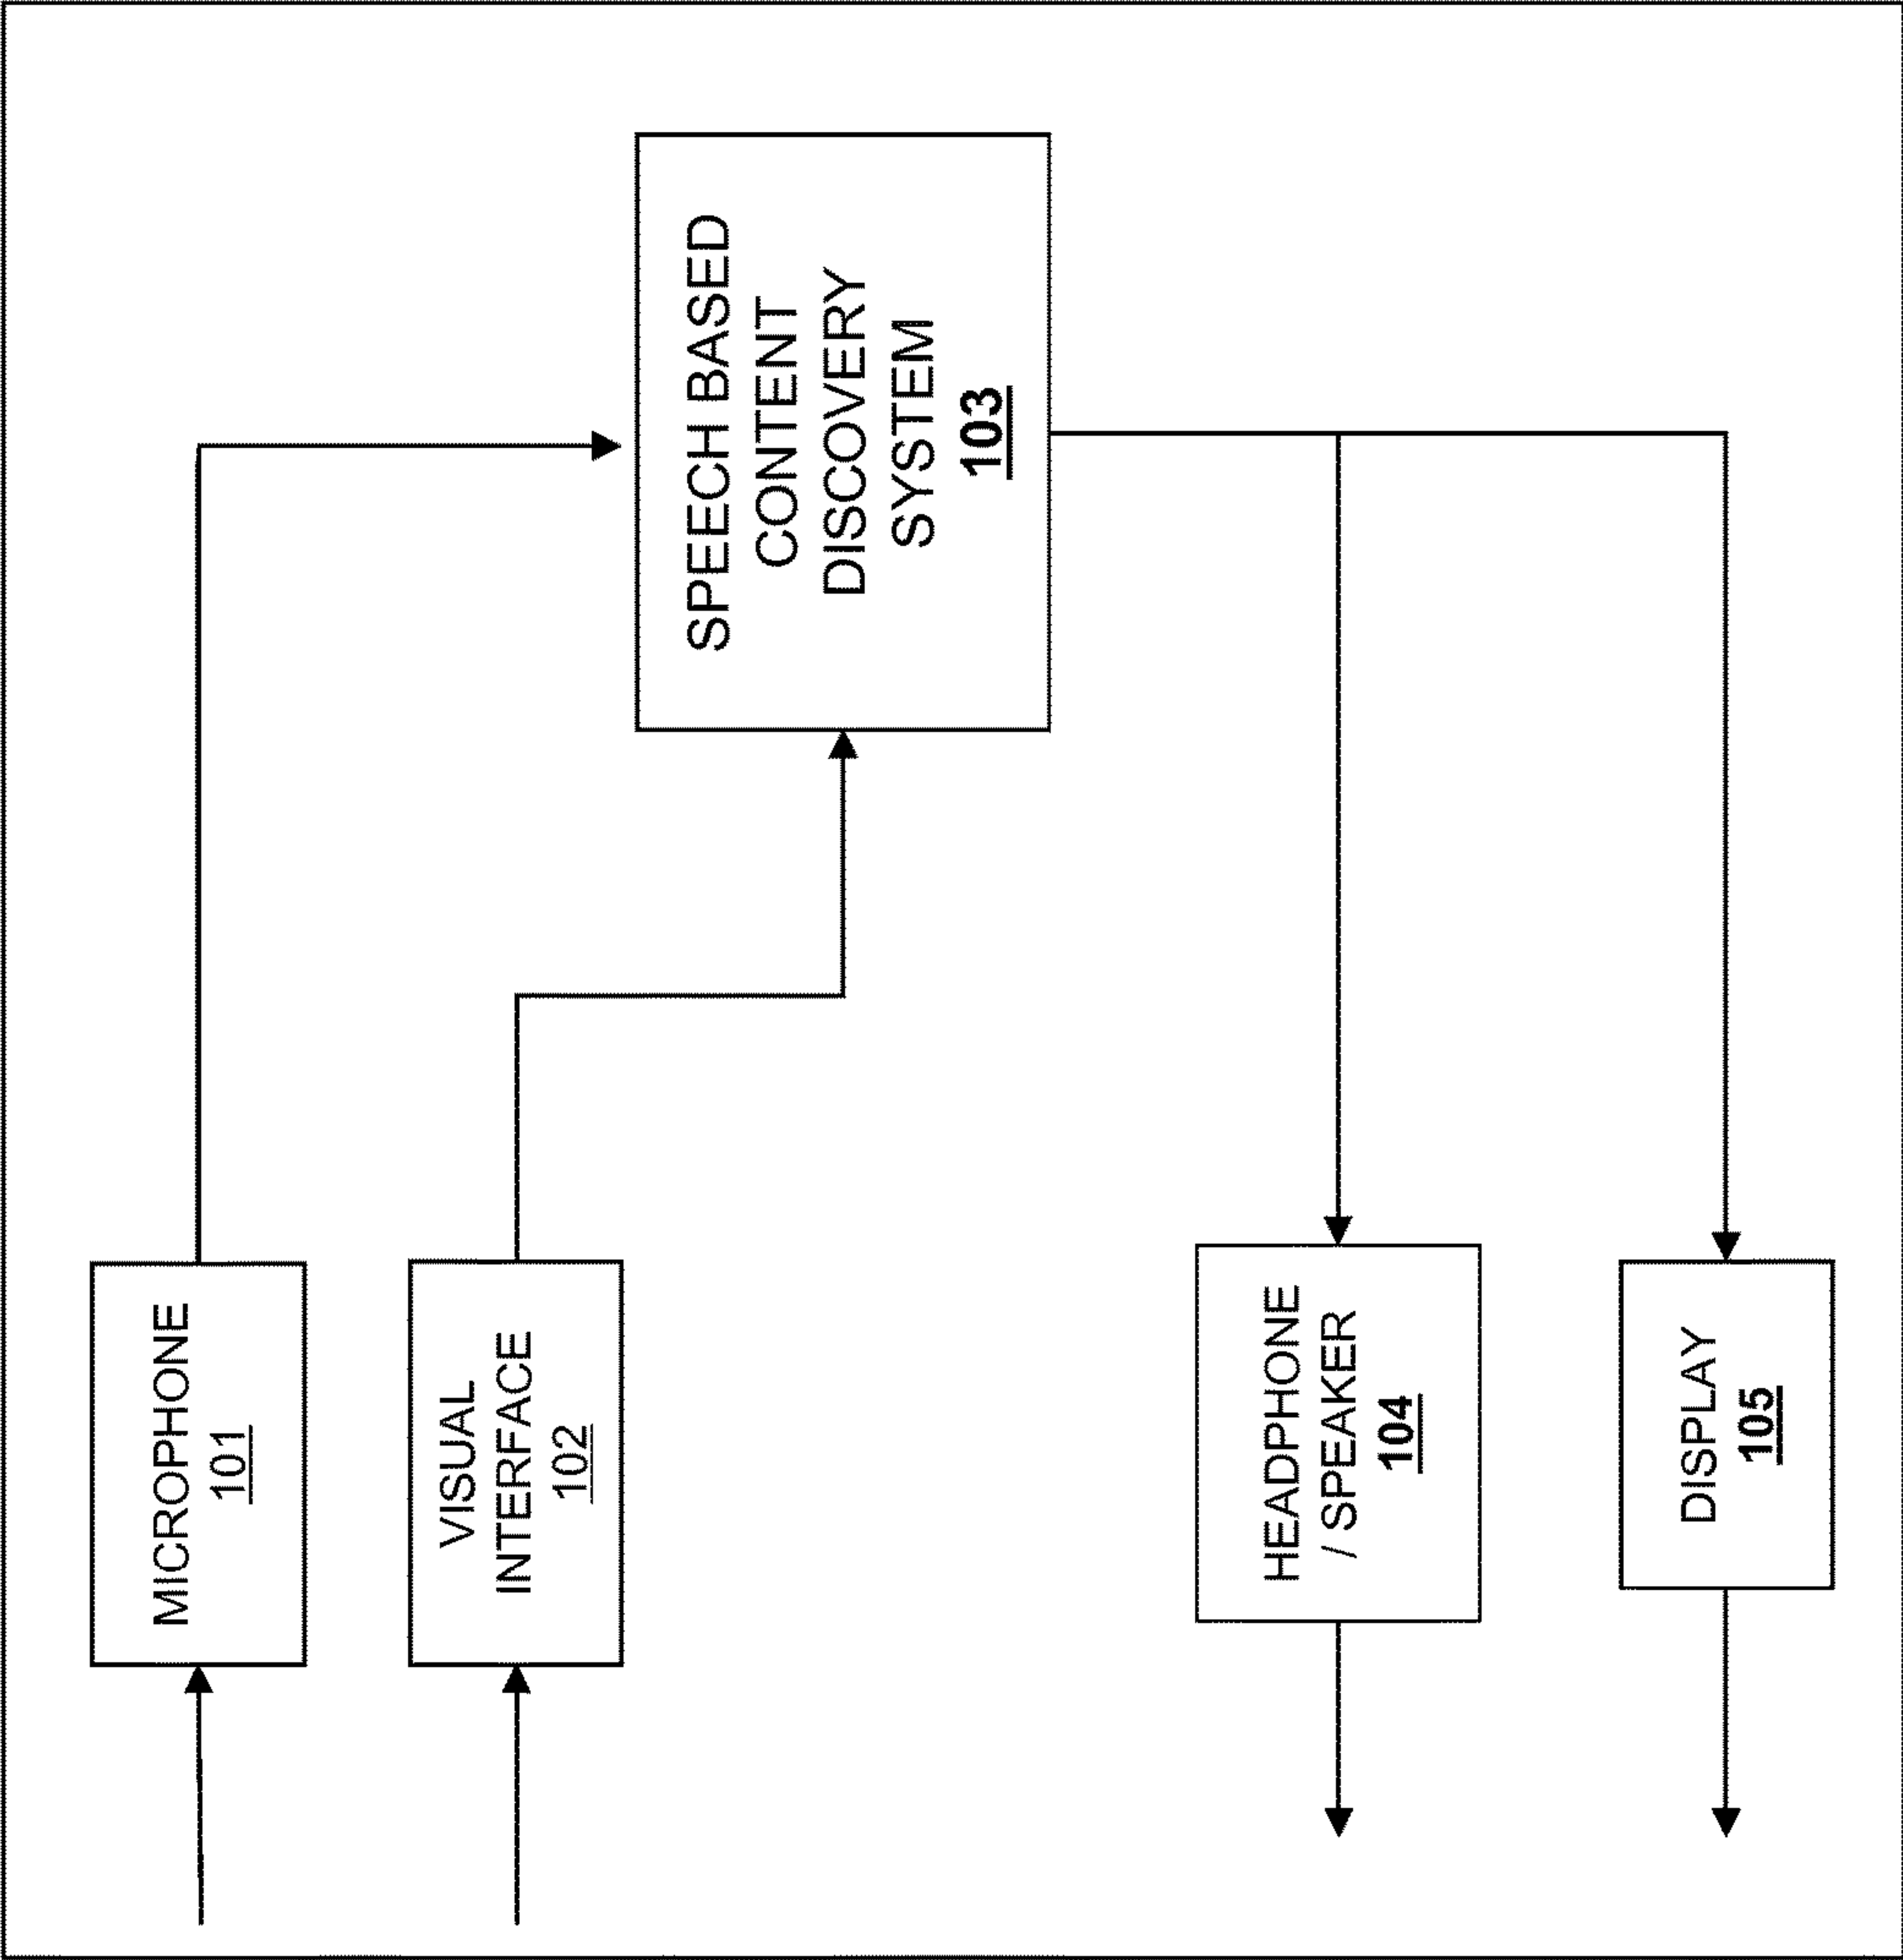 MICROPHONE
101
VISUAL
INTERFACE
102
SPEECH BASED
CONTENT
DISCOVERY
SYSTEM
103
HEADPHONE
/ SPEAKER
104
DISPLAY
105